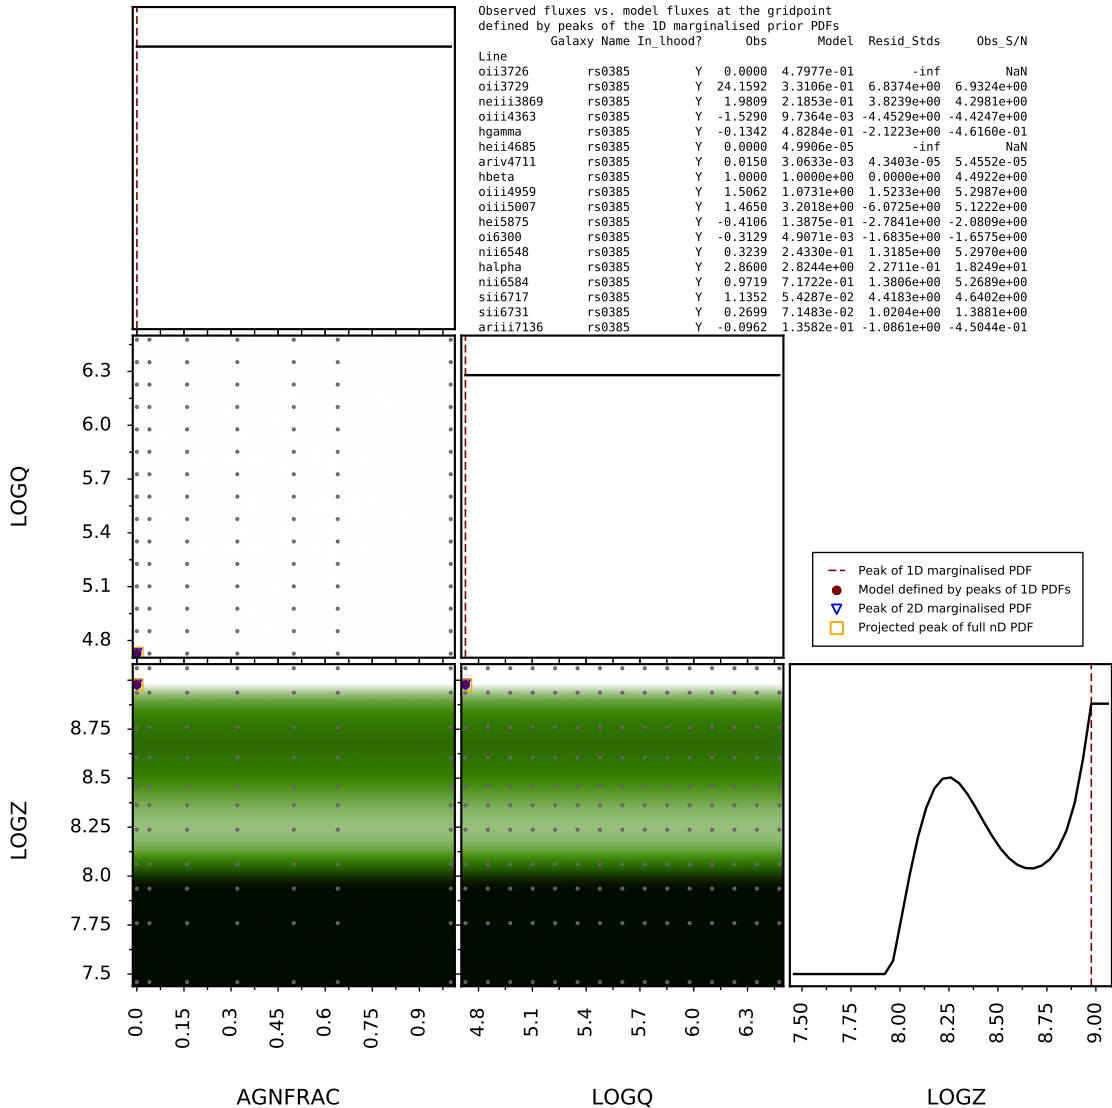 Observed fluxes vs. model fluxes at the gridpoint
defined by peaks of the 1D marginalised prior PDFs
Galaxy Name In_lhood? Obs Model Resid_Stds Obs_S/N
Line
oii3726 rs0385 Y 0.0000 4.7977e-01 -inf NaN
oii3729 rs0385 Y 24.1592 3.3106e-01 6.8374e+00 6.9324e+00
neiii3869 rs0385 Y 1.9809 2.1853e-01 3.8239e+00 4.2981e+00
oiii4363 rs0385 Y -1.5290 9.7364e-03 -4.4529e+00 -4.4247e+00
hgamma rs0385 Y -0.1342 4.8284e-01 -2.1223e+00 -4.6160e-01
heii4685 rs0385 Y 0.0000 4.9906e-05 -inf NaN
ariv4711 rs0385 Y 0.0150 3.0633e-03 4.3403e-05 5.4552e-05
hbeta rs0385 Y 1.0000 1.0000e+00 0.0000e+00 4.4922e+00
oiii4959 rs0385 Y 1.5062 1.0731e+00 1.5233e+00 5.2987e+00
oiii5007 rs0385 Y 1.4650 3.2018e+00 -6.0725e+00 5.1222e+00
hei5875 rs0385 Y -0.4106 1.3875e-01 -2.7841e+00 -2.0809e+00
oi6300 rs0385 Y -0.3129 4.9071e-03 -1.6835e+00 -1.6575e+00
nii6548 rs0385 Y 0.3239 2.4330e-01 1.3185e+00 5.2970e+00
halpha rs0385 Y 2.8600 2.8244e+00 2.2711e-01 1.8249e+01
nii6584 rs0385 Y 0.9719 7.1722e-01 1.3806e+00 5.2689e+00
sii6717 rs0385 Y 1.1352 5.4287e-02 4.4183e+00 4.6402e+00
sii6731 rs0385 Y 0.2699 7.1483e-02 1.0204e+00 1.3881e+00
ariii7136 rs0385 Y -0.0962 1.3582e-01 -1.0861e+00 -4.5044e-01
6.3
6.0
5.7
5.4
5.1
4.8
LOGQ
Peak of 1D marginalised PDF
Model defined by peaks of 1D PDFs
Peak of 2D marginalised PDF
Projected peak of full nD PDF
8.75
8.5
8.25
8.0
7.75
7.5
LOGZ
0.0 0.15 0.3 0.45 0.6 0.75 0.9
4.8 5.1 5.4 5.7 6.0 6.3
7.50 7.75 8.00 8.25 8.50 8.75 9.00
AGNFRAC
LOGQ
LOGZ